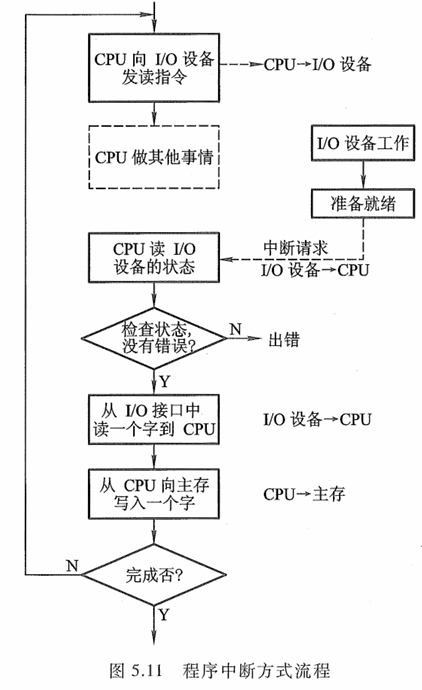 CPU 向 I/O 设备
发读指令
CPU→I/O 设备
CPU 做其他事情
I/O 设备工作
准备就绪
中断请求
I/O 设备→CPU
CPU 读 I/O
设备的状态
检查状态,
没有错误?
N
出错
Y
从 I/O 接口中
读一个字到 CPU
I/O 设备→CPU
从 CPU 向主存
写入一个字
CPU→主存
N
完成否?
Y
图 5.11 程序中断方式流程